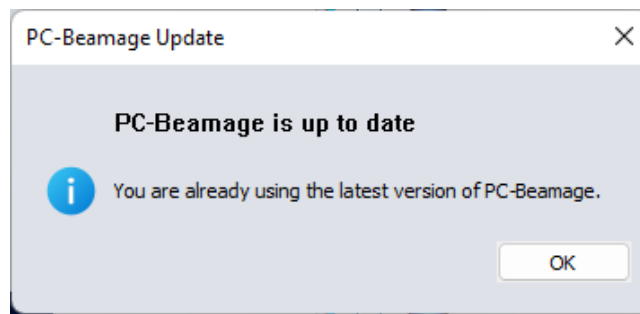 PC-Beamage Update
PC-Beamage is up to date
You are already using the latest version of PC-Beamage.
OK